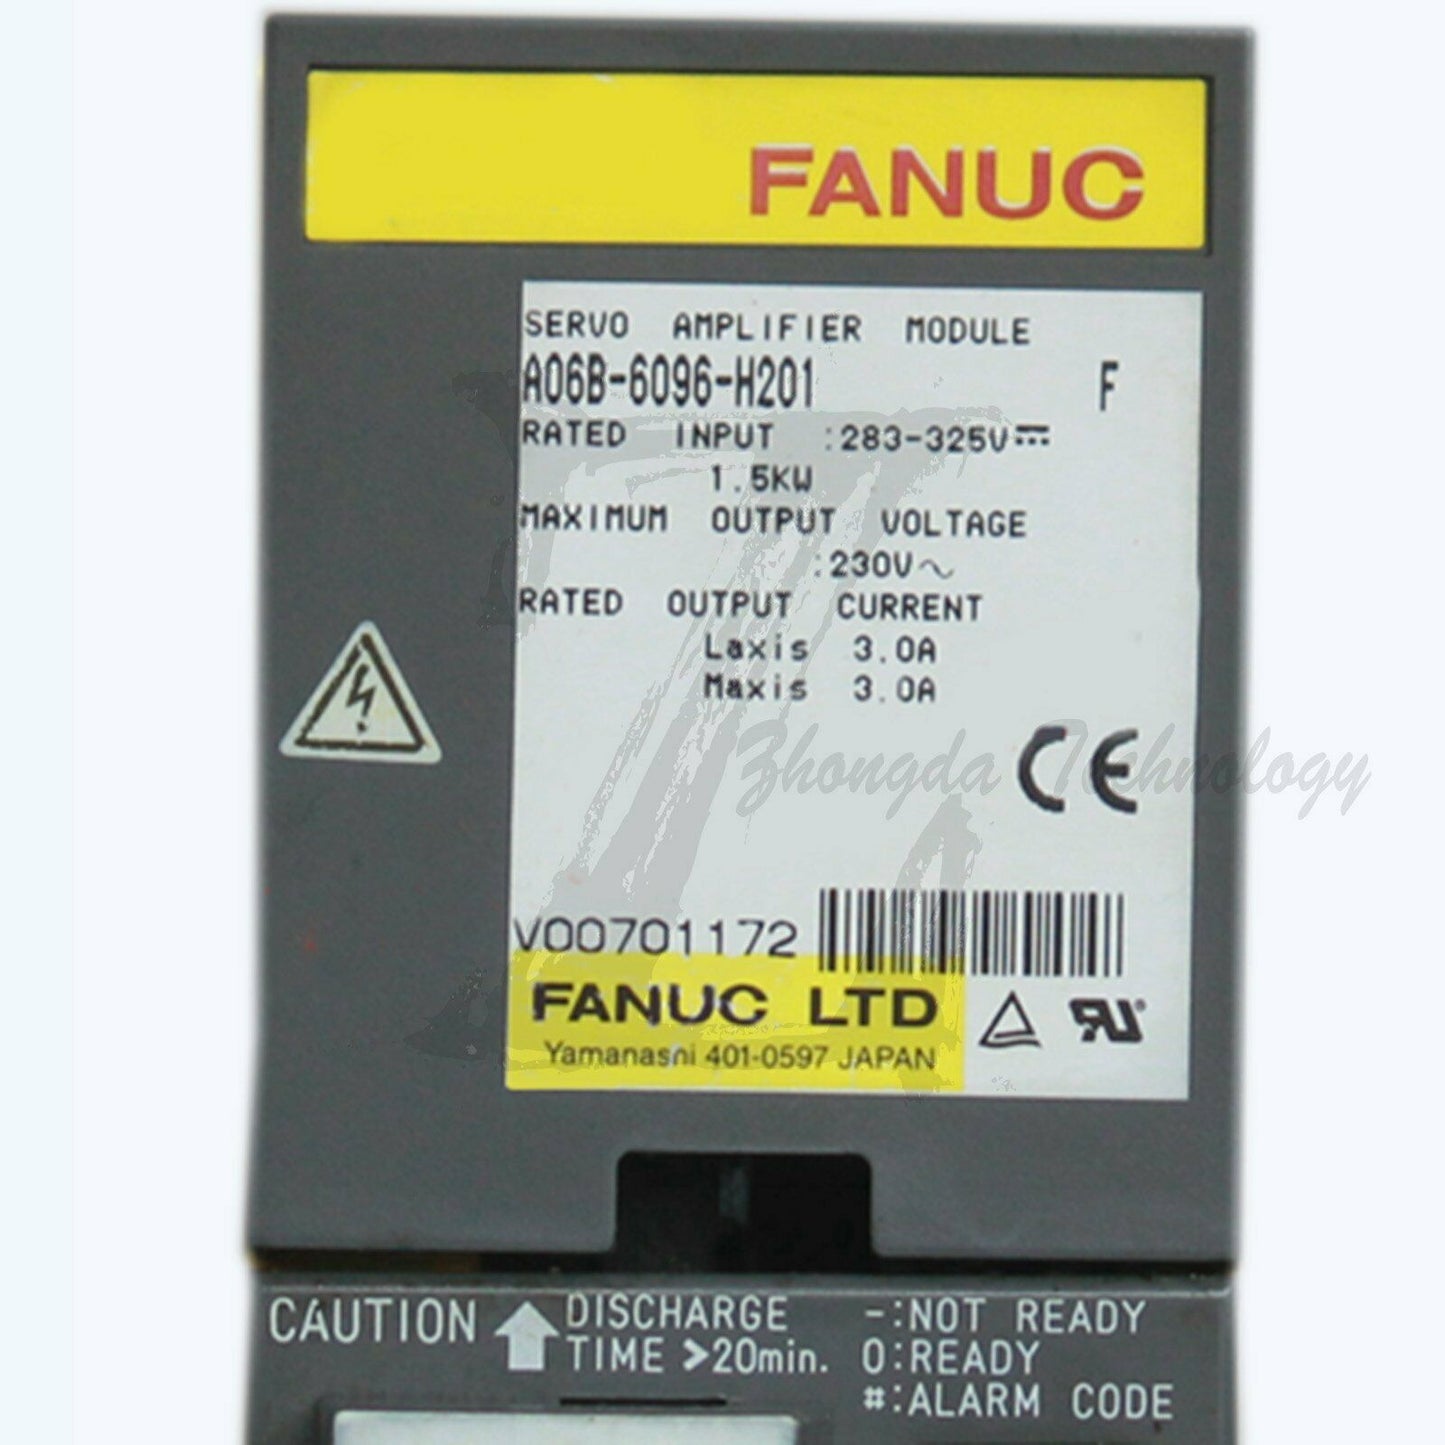 FANUC
SERVO AMPLIFIER MODULE
A06B-6096-H201 F
RATED INPUT :283-325V⎓
1.5KW
MAXIMUM OUTPUT VOLTAGE
:230V~
RATED OUTPUT CURRENT
Laxis 3.0A
Maxis 3.0A
Zhongda Technology
CE
V00701172
FANUC LTD
Yamanashi 401-0597 JAPAN
CAUTION DISCHARGE TIME >20min.
-:NOT READY
0:READY
#:ALARM CODE